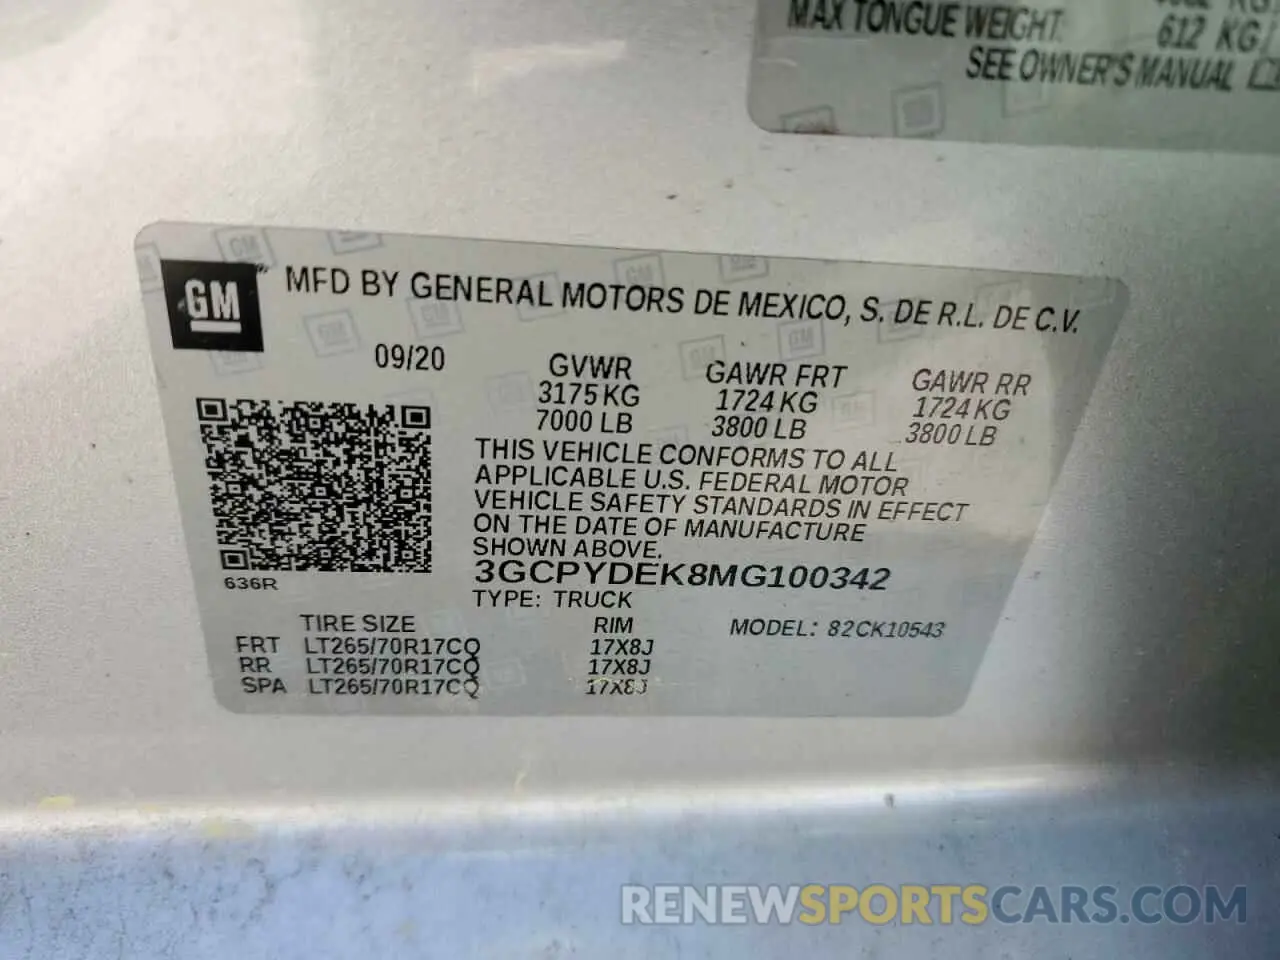 MAX TONGUE WEIGHT: 612 KG
SEE OWNER'S MANUAL
GM
MFD BY GENERAL MOTORS DE MEXICO, S. DE R.L. DE C.V.
09/20 GVWR GAWR FRT GAWR RR
3175 KG 1724 KG 1724 KG
7000 LB 3800 LB 3800 LB
THIS VEHICLE CONFORMS TO ALL
APPLICABLE U.S. FEDERAL MOTOR
VEHICLE SAFETY STANDARDS IN EFFECT
ON THE DATE OF MANUFACTURE
SHOWN ABOVE.
3GCPYDEK8MG100342
636R
TYPE: TRUCK
TIRE SIZE RIM MODEL: 82CK10543
FRT LT265/70R17CQ 17X8J
RR LT265/70R17CQ 17X8J
SPA LT265/70R17CQ 17X8J
RENEWSPORTSCARS.COM